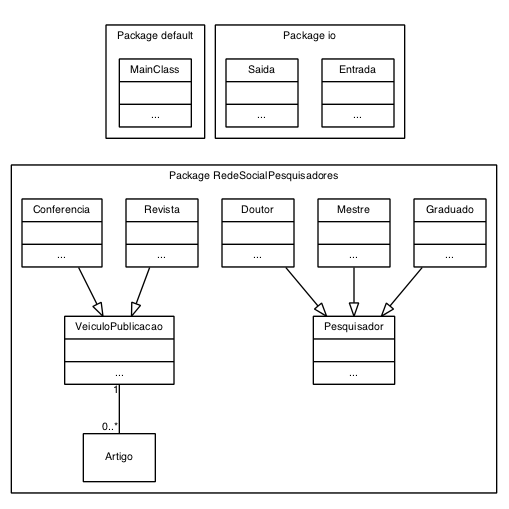 Package default
Package io
MainClass
Saida
Entrada
...
...
...
Package RedeSocialPesquisadores
Conferencia
Revista
Doutor
Mestre
Graduado
...
...
...
...
...
VeiculoPublicacao
Pesquisador
...
...
1
0..*
Artigo